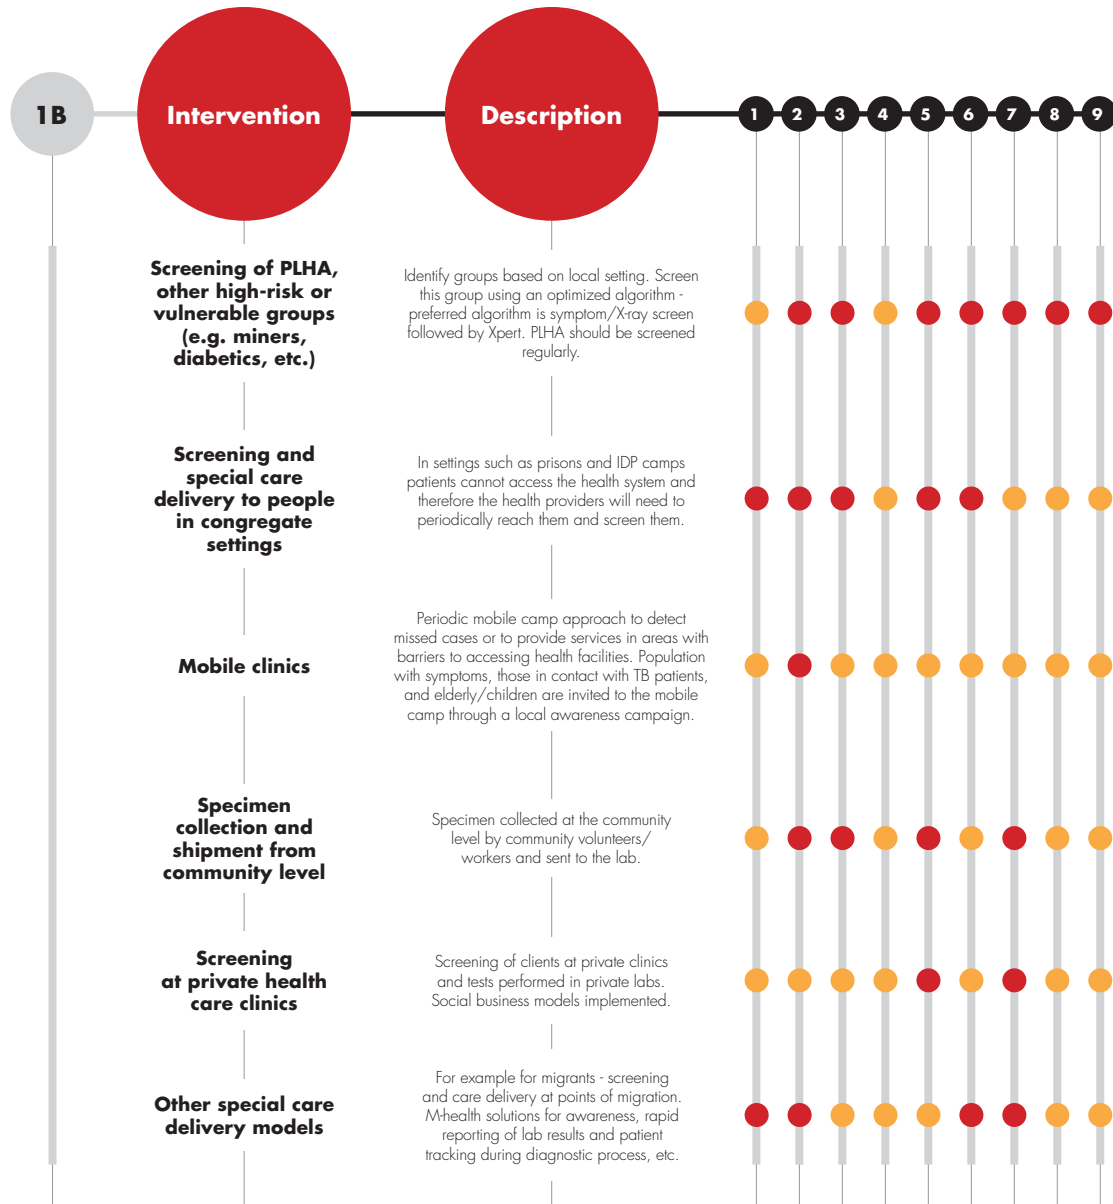 1B
Intervention
Description
1 2 3 4 5 6 7 8 9
Screening of PLHA,
other high-risk or
vulnerable groups
(e.g. miners,
diabetics, etc.)
Identify groups based on local setting. Screen
this group using an optimized algorithm -
preferred algorithm is symptom/X-ray screen
followed by Xpert. PLHA should be screened
regularly.
Screening and
special care
delivery to people
in congregate
settings
In settings such as prisons and IDP camps
patients cannot access the health system and
therefore the health providers will need to
periodically reach them and screen them.
Mobile clinics
Periodic mobile camp approach to detect
missed cases or to provide services in areas with
barriers to accessing health facilities. Population
with symptoms, those in contact with TB patients,
and elderly/children are invited to the mobile
camp through a local awareness campaign.
Specimen
collection and
shipment from
community level
Specimen collected at the community
level by community volunteers/
workers and sent to the lab.
Screening
at private health
care clinics
Screening of clients at private clinics
and tests performed in private labs.
Social business models implemented.
Other special care
delivery models
For example for migrants - screening
and care delivery at points of migration.
M-health solutions for awareness, rapid
reporting of lab results and patient
tracking during diagnostic process, etc.